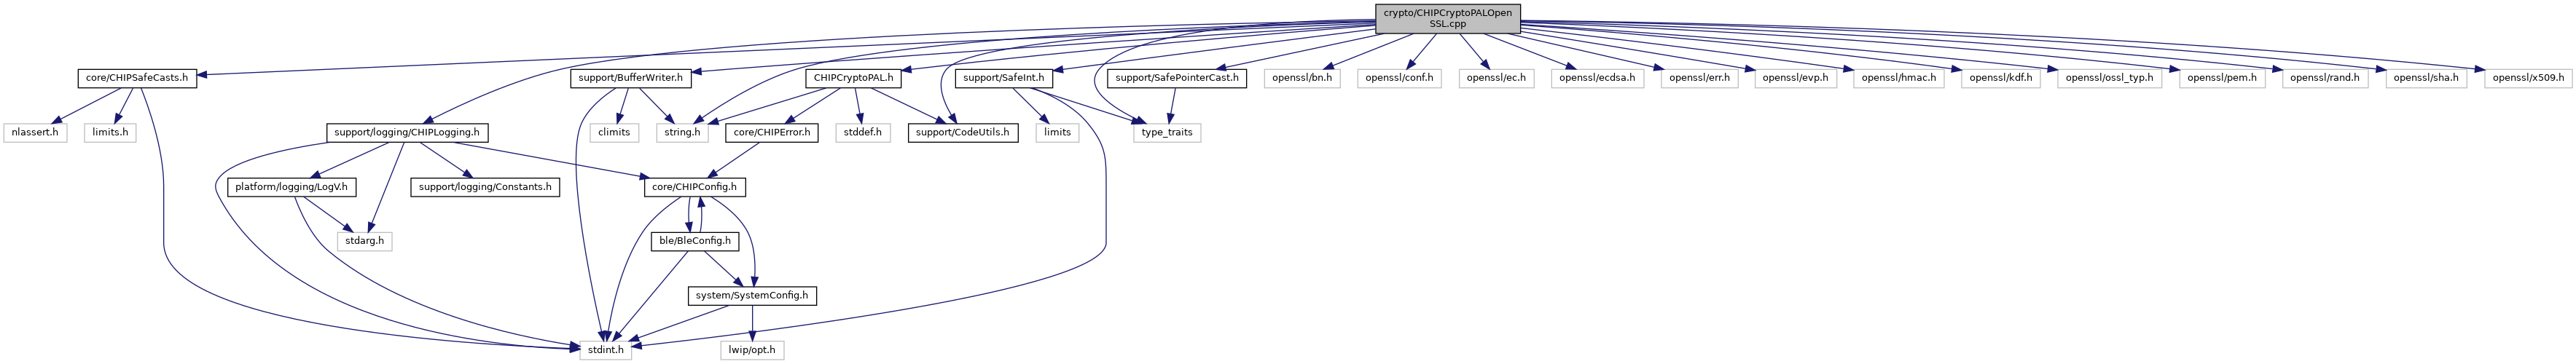 crypto/CHIPCryptoPALOpen
SSL.cpp
core/CHIPSafeCasts.h
support/BufferWriter.h
CHIPCryptoPAL.h
support/SafeInt.h
support/SafePointerCast.h
openssl/bn.h
openssl/conf.h
openssl/ec.h
openssl/ecdsa.h
openssl/err.h
openssl/evp.h
openssl/hmac.h
openssl/kdf.h
openssl/ossl_typ.h
openssl/pem.h
openssl/rand.h
openssl/sha.h
openssl/x509.h
nlassert.h
limits.h
support/logging/CHIPLogging.h
climits
string.h
core/CHIPError.h
stddef.h
support/CodeUtils.h
limits
type_traits
platform/logging/LogV.h
support/logging/Constants.h
core/CHIPConfig.h
stdarg.h
ble/BleConfig.h
system/SystemConfig.h
stdint.h
lwip/opt.h